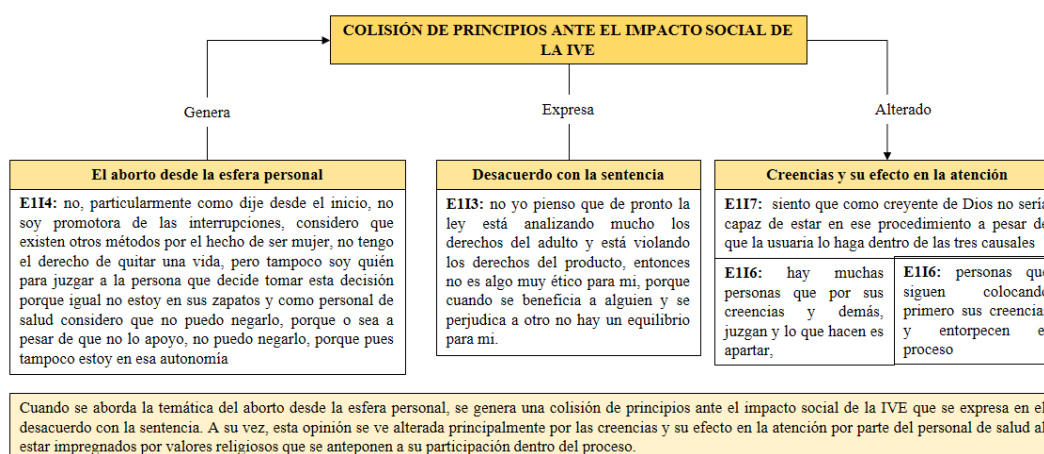 COLISIÓN DE PRINCIPIOS ANTE EL IMPACTO SOCIAL DE
LA IVE
Genera
Expresa
Alterado
El aborto desde la esfera personal
E1I4: no, particularmente como dije desde el inicio, no
soy promotora de las interrupciones, considero que
existen otros métodos por el hecho de ser mujer, no tengo
el derecho de quitar una vida, pero tampoco soy quién
para juzgar a la persona que decide tomar esta decisión
porque igual no estoy en sus zapatos y como personal de
salud considero que no puedo negarlo, porque o sea a
pesar de que no lo apoyo, no puedo negarlo, porque pues
tampoco estoy en esa autonomía
Desacuerdo con la sentencia
E1I3: no yo pienso que de pronto la
ley está analizando mucho los
derechos del adulto y está violando
los derechos del producto, entonces
no es algo muy ético para mi, porque
cuando se beneficia a alguien y se
perjudica a otro no hay un equilibrio
para mi.
Creencias y su efecto en la atención
E1I7: siento que como creyente de Dios no sería
capaz de estar en ese procedimiento a pesar de
que la usuaria lo haga dentro de las tres causales
E1I6: hay muchas
personas que por sus
creencias y demás,
juzgan y lo que hacen es
apartar,
E1I6: personas que
siguen colocando
primero sus creencias
y entorpecen el
proceso
Cuando se aborda la temática del aborto desde la esfera personal, se genera una colisión de principios ante el impacto social de la IVE que se expresa en el
desacuerdo con la sentencia. A su vez, esta opinión se ve alterada principalmente por las creencias y su efecto en la atención por parte del personal de salud al
estar impregnados por valores religiosos que se anteponen a su participación dentro del proceso.